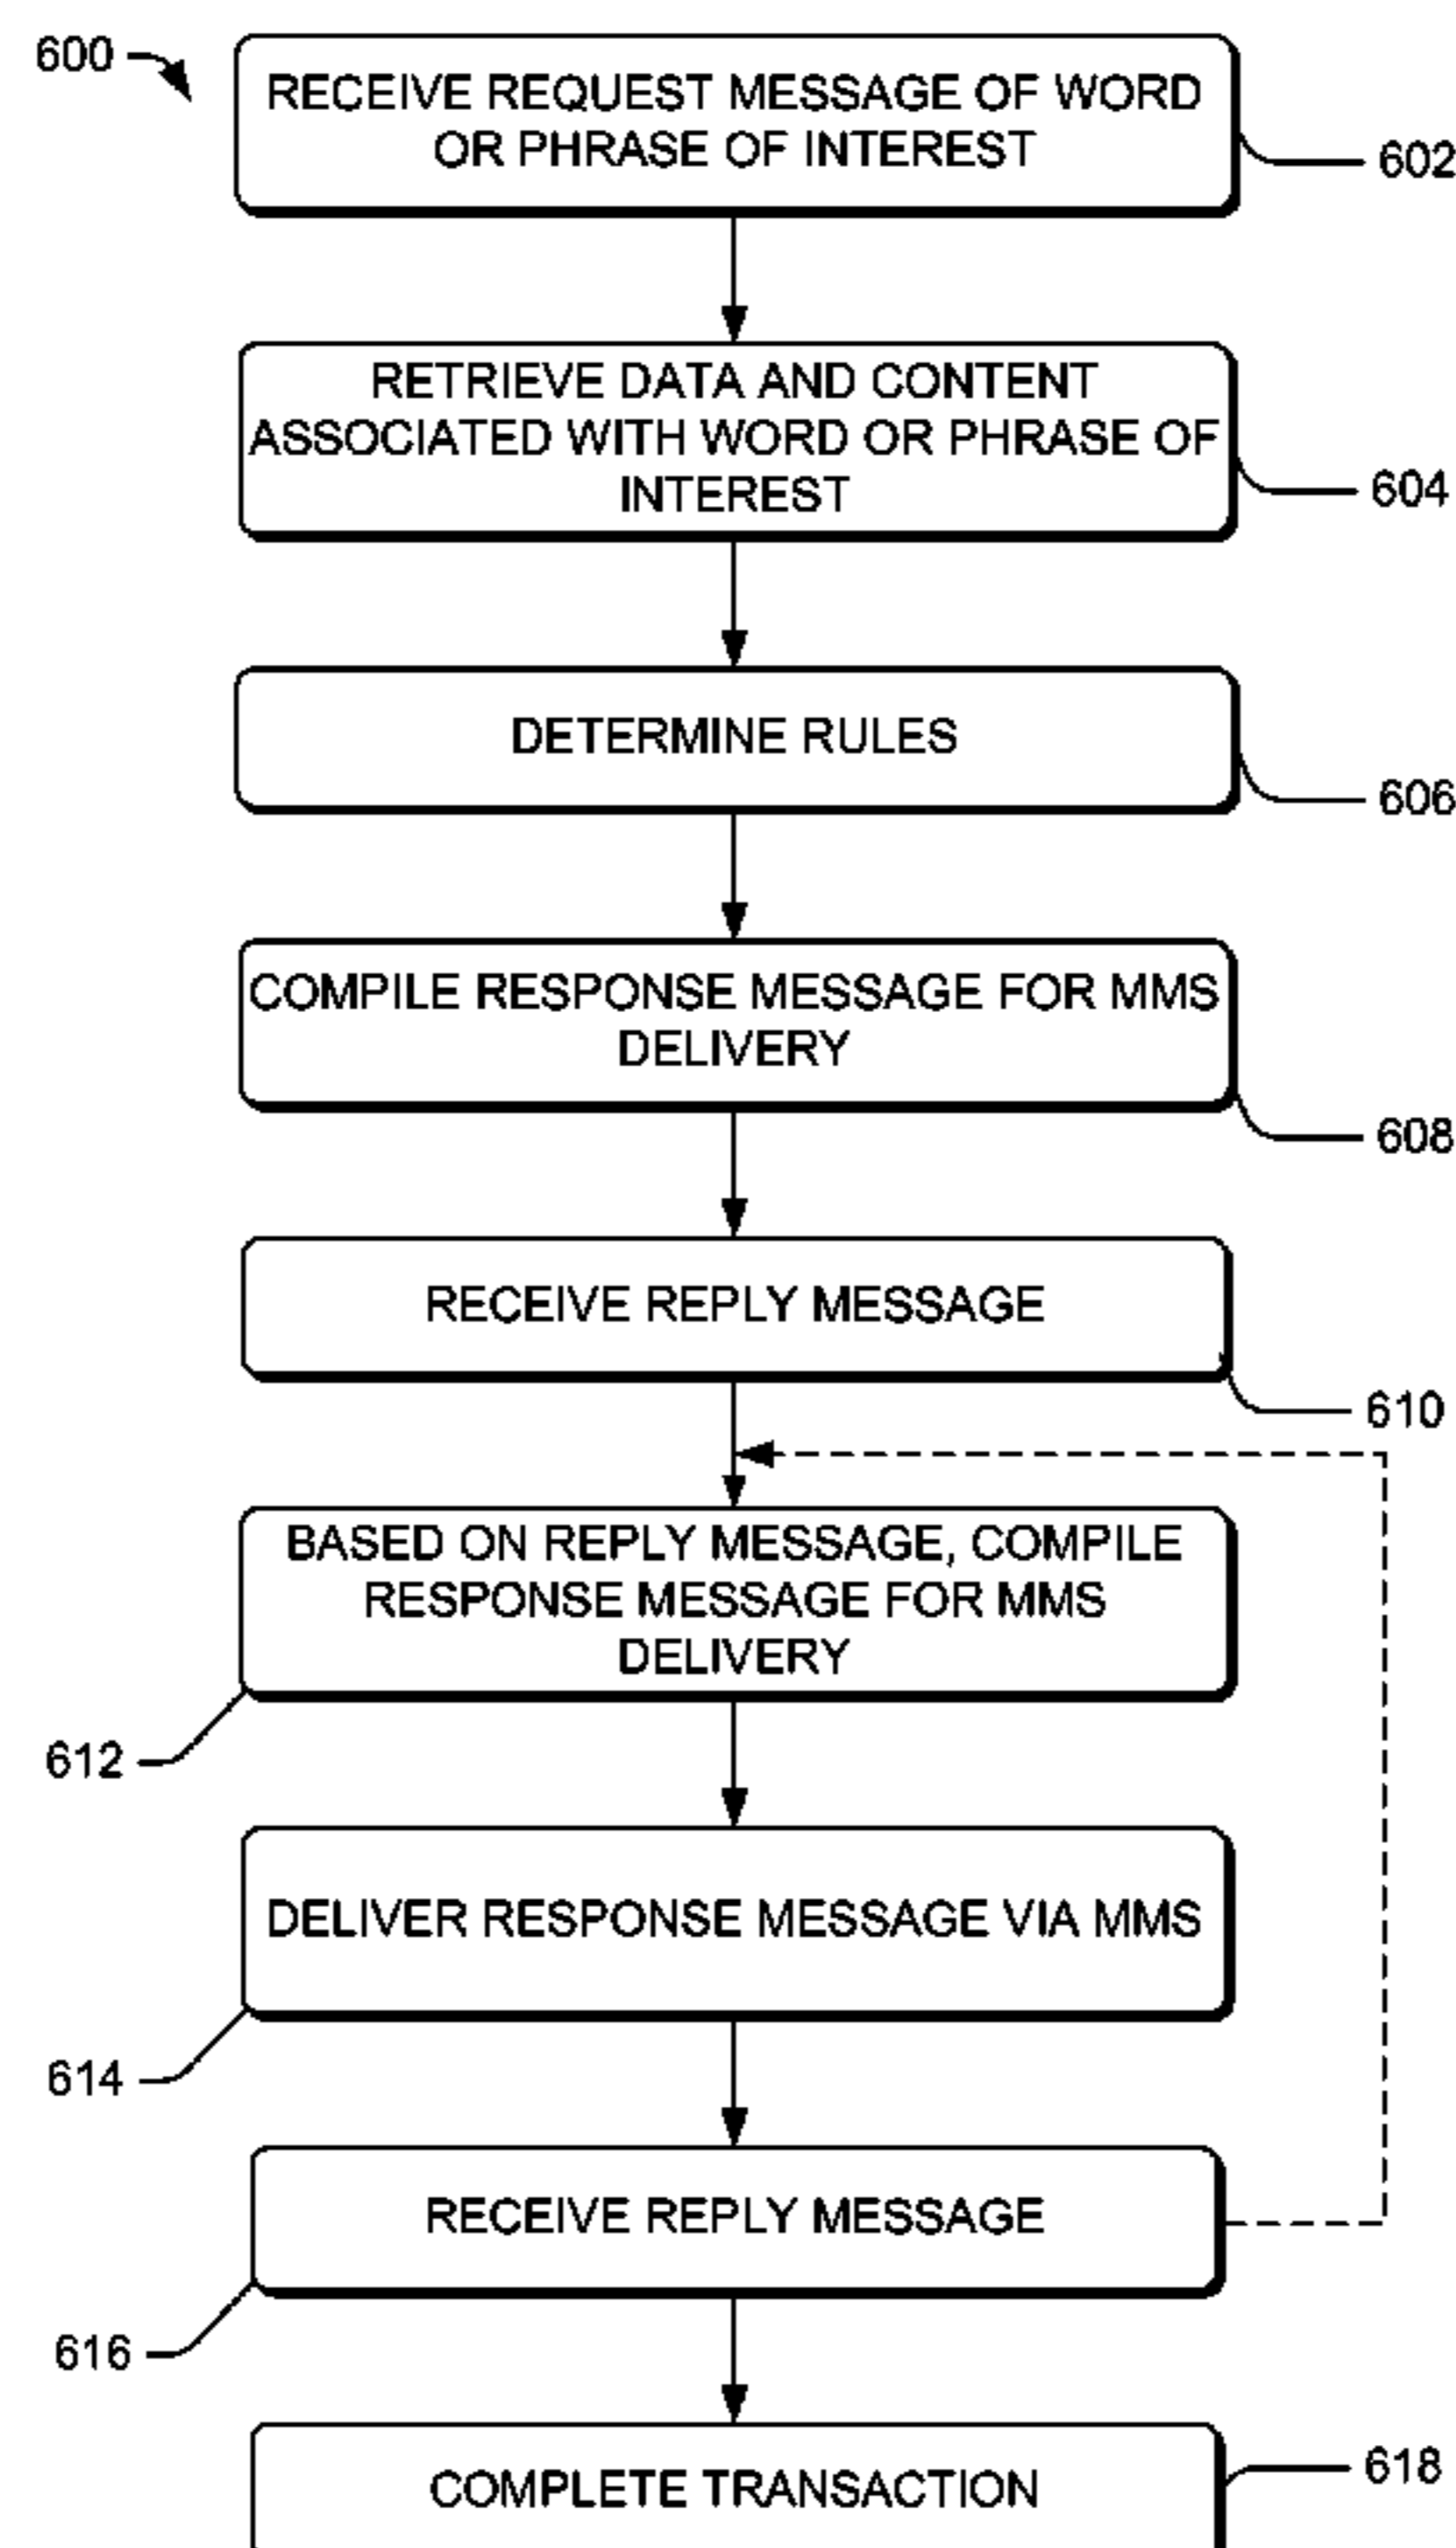 600
RECEIVE REQUEST MESSAGE OF WORD
OR PHRASE OF INTEREST
602
RETRIEVE DATA AND CONTENT
ASSOCIATED WITH WORD OR PHRASE OF
INTEREST
604
DETERMINE RULES
606
COMPILE RESPONSE MESSAGE FOR MMS
DELIVERY
608
RECEIVE REPLY MESSAGE
610
BASED ON REPLY MESSAGE, COMPILE
RESPONSE MESSAGE FOR MMS
DELIVERY
612
DELIVER RESPONSE MESSAGE VIA MMS
614
RECEIVE REPLY MESSAGE
616
COMPLETE TRANSACTION
618